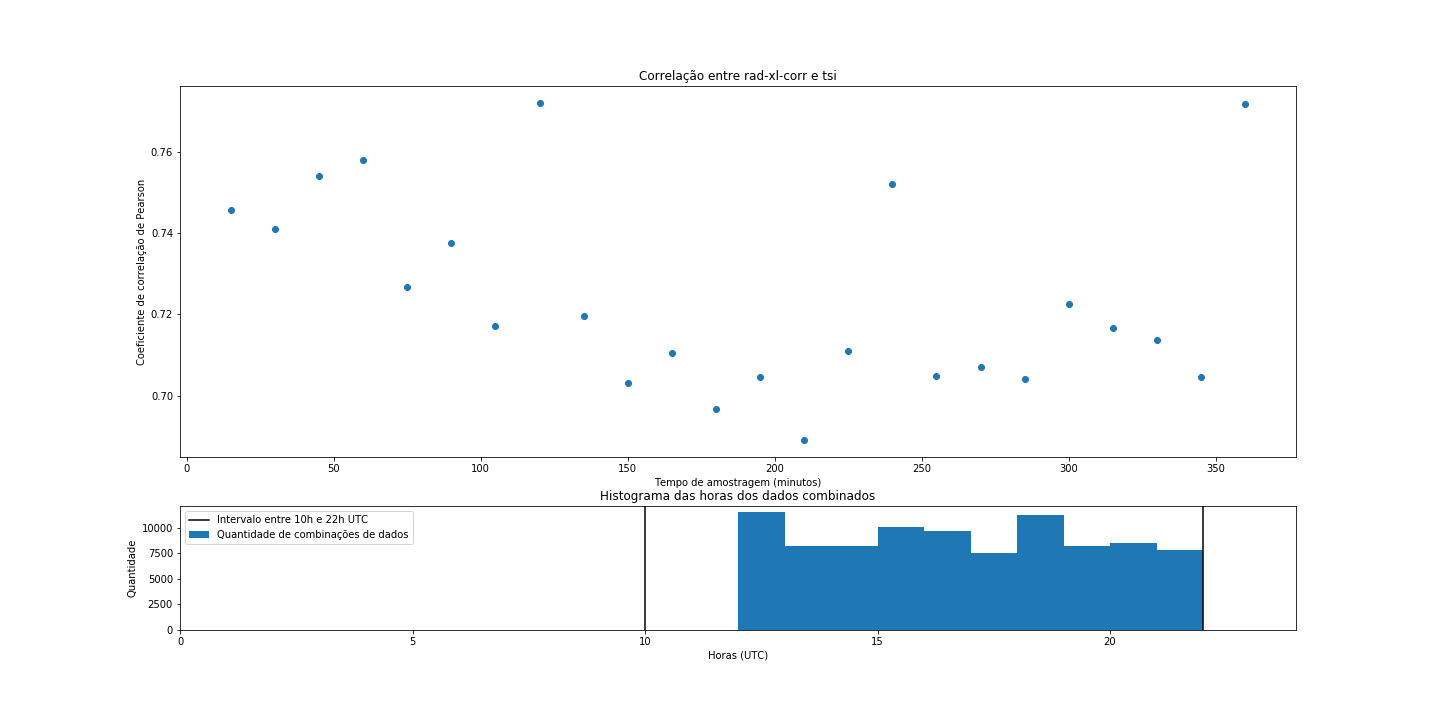 Correlação entre rad-xl-corr e tsi
Coeficiente de correlação de Pearson
0.76
0.74
0.72
0.70
0 50 100 150 200 250 300 350
Tempo de amostragem (minutos)
Histograma das horas dos dados combinados
Quantidade
10000
7500
5000
2500
0
Intervalo entre 10h e 22h UTC
Quantidade de combinações de dados
0 5 10 15 20
Horas (UTC)